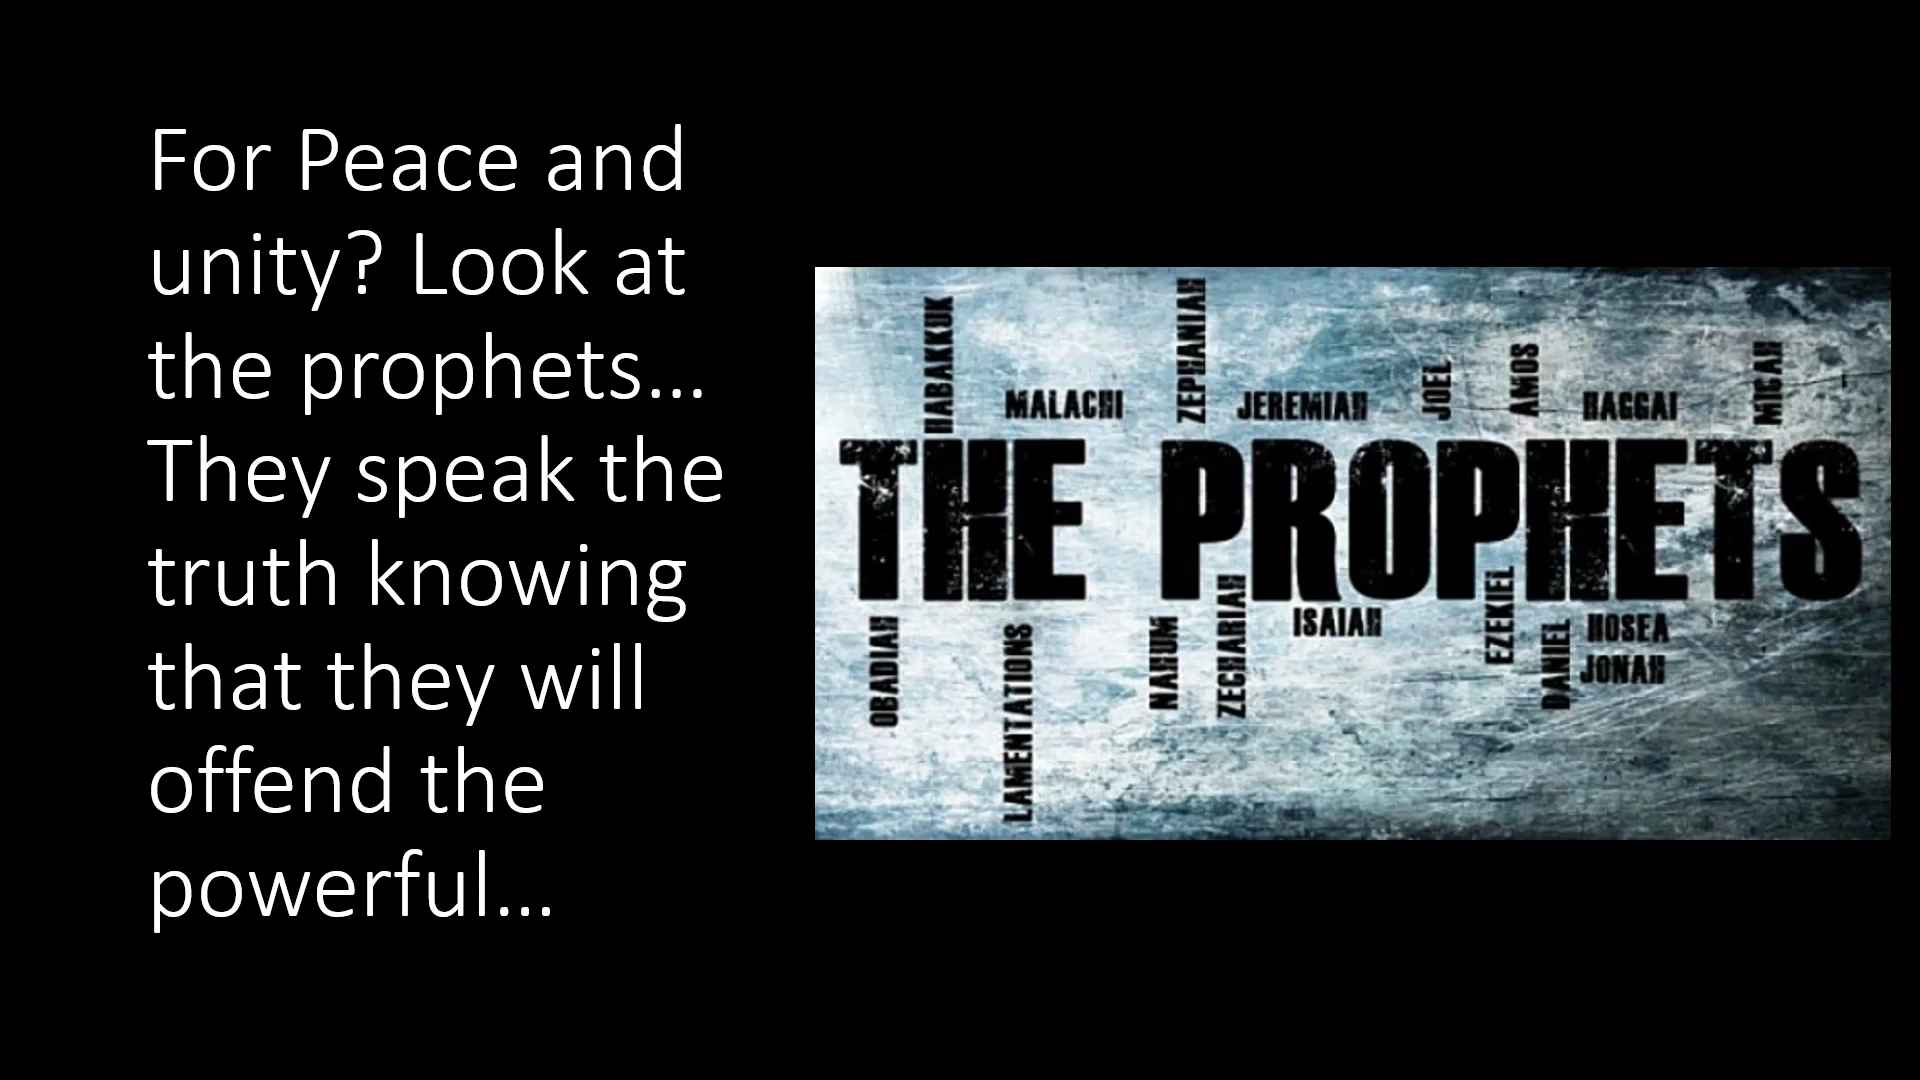 For Peace and
unity? Look at
the prophets…
They speak the
truth knowing
that they will
offend the
powerful…
HABAKKUK
MALACHI
ZEPHANIAH
JEREMIAH
JOEL
AMOS
HAGGAI
MICAH
THE PROPHETS
OBADIAH
LAMENTATIONS
NAHUM
ZECHARIAH
ISAIAH
EZEKIEL
DANIEL
HOSEA
JONAH